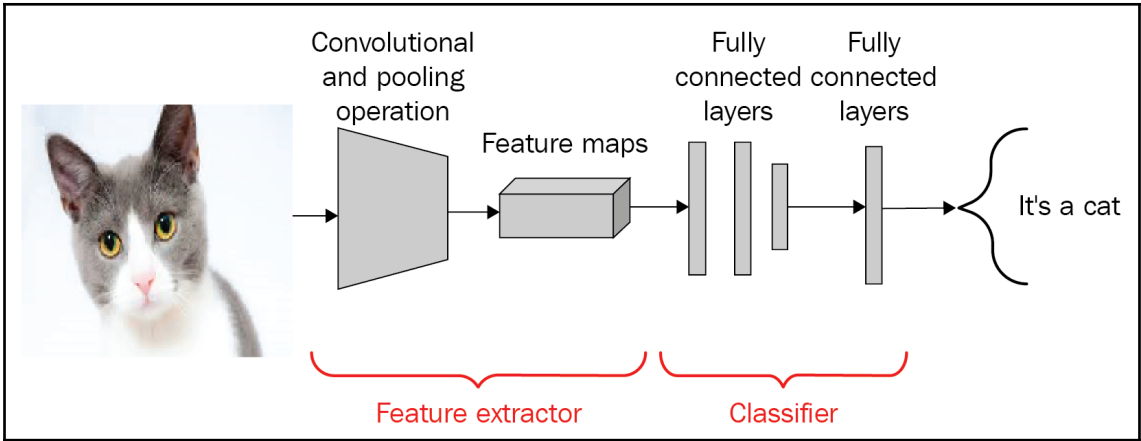 Convolutional
and pooling
operation
Feature maps
Fully
connected
layers
Fully
connected
layers
It's a cat
Feature extractor
Classifier